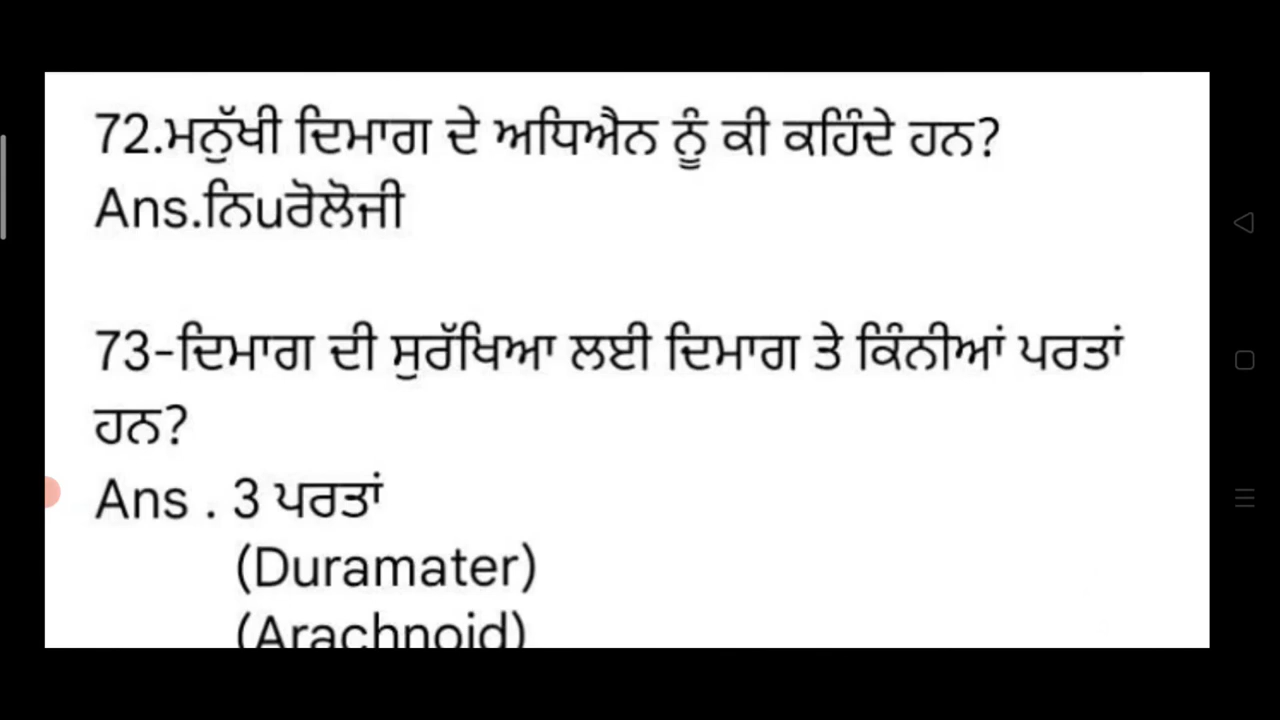 72.ਮਨੁੱਖੀ ਦਿਮਾਗ ਦੇ ਅਧਿਐਨ ਨੂੰ ਕੀ ਕਹਿੰਦੇ ਹਨ?
Ans.ਨਿuਰੋਲੋਜੀ
73-ਦਿਮਾਗ ਦੀ ਸੁਰੱਖਿਆ ਲਈ ਦਿਮਾਗ ਤੇ ਕਿੰਨੀਆਂ ਪਰਤਾਂ
ਹਨ?
Ans . 3 ਪਰਤਾਂ
(Duramater)
(Arachnoid)